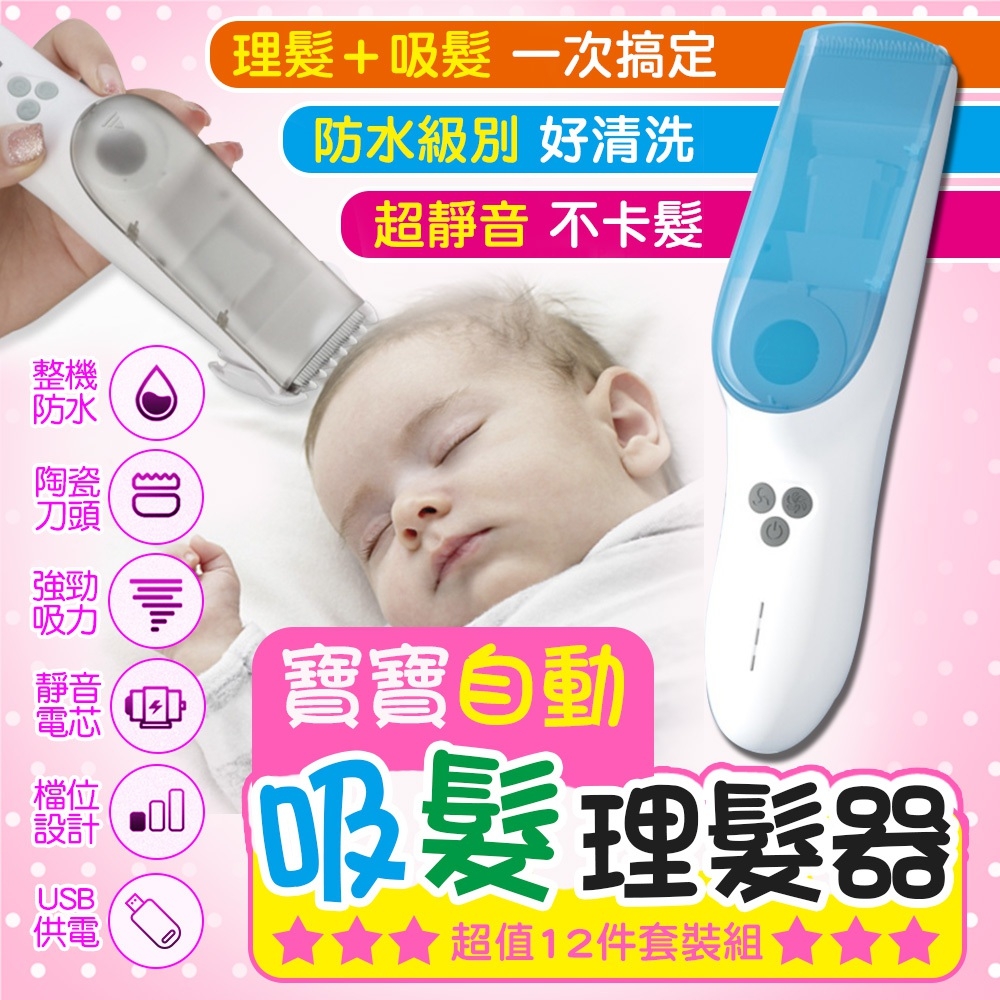 理髮＋吸髮 一次搞定
防水級別 好清洗
超靜音 不卡髮
整機
防水
陶瓷
刀頭
強勁
吸力
靜音
電芯
檔位
設計
USB
供電
寶寶自動
吸髮理髮器
★★★超值12件套裝組★★★